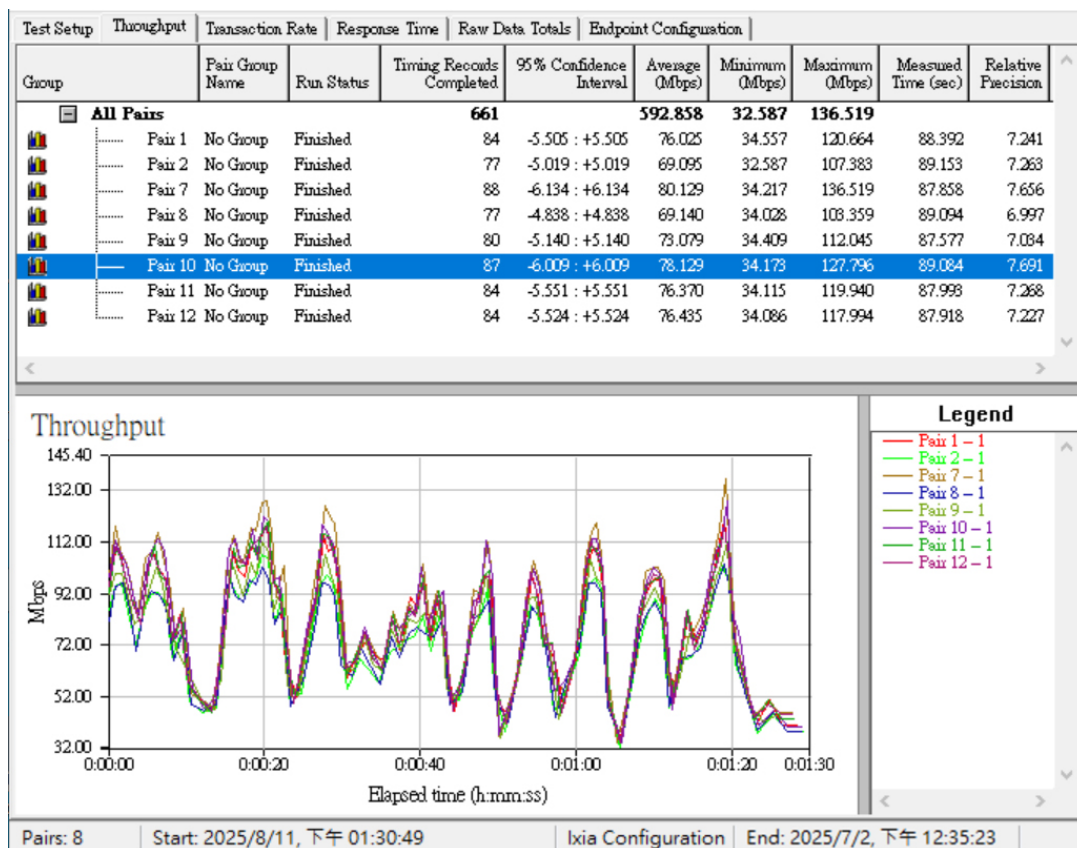 Test Setup Throughput Transaction Rate Response Time Raw Data Totals Endpoint Configuration
Group Pair Group Name Run Status Timing Records Completed 95% Confidence Interval Average (Mbps) Minimum (Mbps) Maximum (Mbps) Measured Time (sec) Relative Precision
All Pairs 661 592.858 32.587 136.519
Pair 1 No Group Finished 84 -5.505 : +5.505 76.025 34.557 120.664 88.392 7.241
Pair 2 No Group Finished 77 -5.019 : +5.019 69.095 32.587 107.383 89.153 7.263
Pair 7 No Group Finished 88 -6.134 : +6.134 80.129 34.217 136.519 87.858 7.656
Pair 8 No Group Finished 77 -4.838 : +4.838 69.140 34.028 103.359 89.094 6.997
Pair 9 No Group Finished 80 -5.140 : +5.140 73.079 34.409 112.045 87.577 7.034
Pair 10 No Group Finished 87 -6.009 : +6.009 78.129 34.173 127.796 89.084 7.691
Pair 11 No Group Finished 84 -5.551 : +5.551 76.370 34.115 119.940 87.993 7.268
Pair 12 No Group Finished 84 -5.524 : +5.524 76.435 34.086 117.994 87.918 7.227
Throughput
145.40
132.00
112.00
92.00
72.00
52.00
32.00
Mbps
0:00:00 0:00:20 0:00:40 0:01:00 0:01:20 0:01:30
Elapsed time (h:mm:ss)
Legend
Pair 1 – 1
Pair 2 – 1
Pair 7 – 1
Pair 8 – 1
Pair 9 – 1
Pair 10 – 1
Pair 11 – 1
Pair 12 – 1
Pairs: 8 Start: 2025/8/11, 下午 01:30:49 Ixia Configuration End: 2025/7/2, 下午 12:35:23